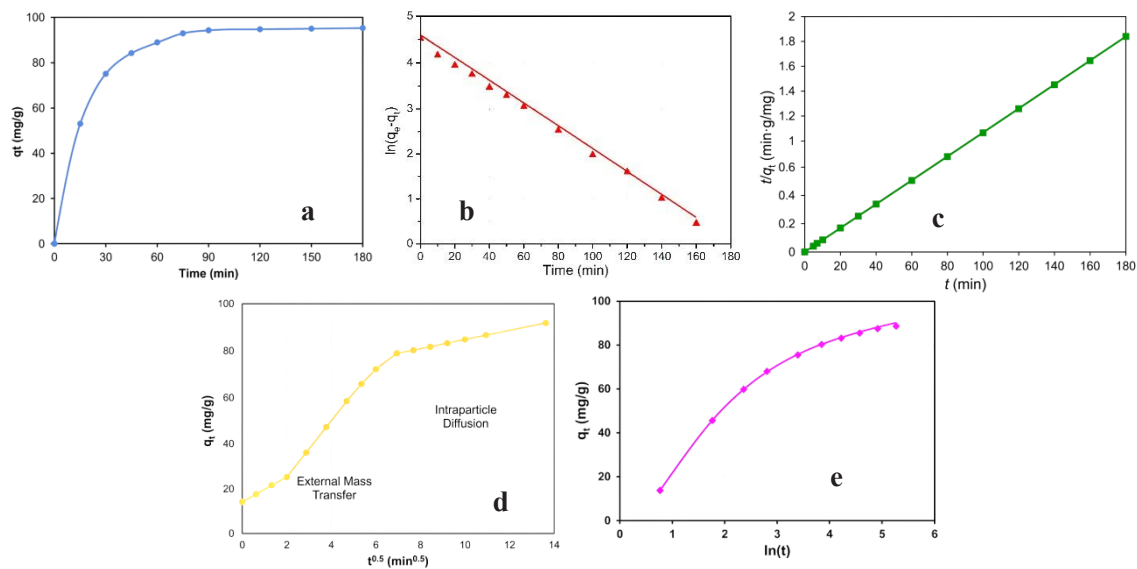 100
80
60
40
20
0
qt (mg/g)
0 30 60 90 120 150 180
Time (min)
a
5
4
3
2
1
0
ln(qₑ-qₜ)
0 20 40 60 80 100 120 140 160 180
Time (min)
b
2
1.8
1.6
1.4
1.2
1
0.8
0.6
0.4
0.2
0
t/qₜ (min·g/mg)
0 20 40 60 80 100 120 140 160 180
t (min)
c
100
80
60
40
20
0
qₜ (mg/g)
Intraparticle
Diffusion
External Mass
Transfer
0 2 4 6 8 10 12 14
t⁰·⁵ (min⁰·⁵)
d
100
80
60
40
20
0
qₜ (mg/g)
0 1 2 3 4 5 6
ln(t)
e